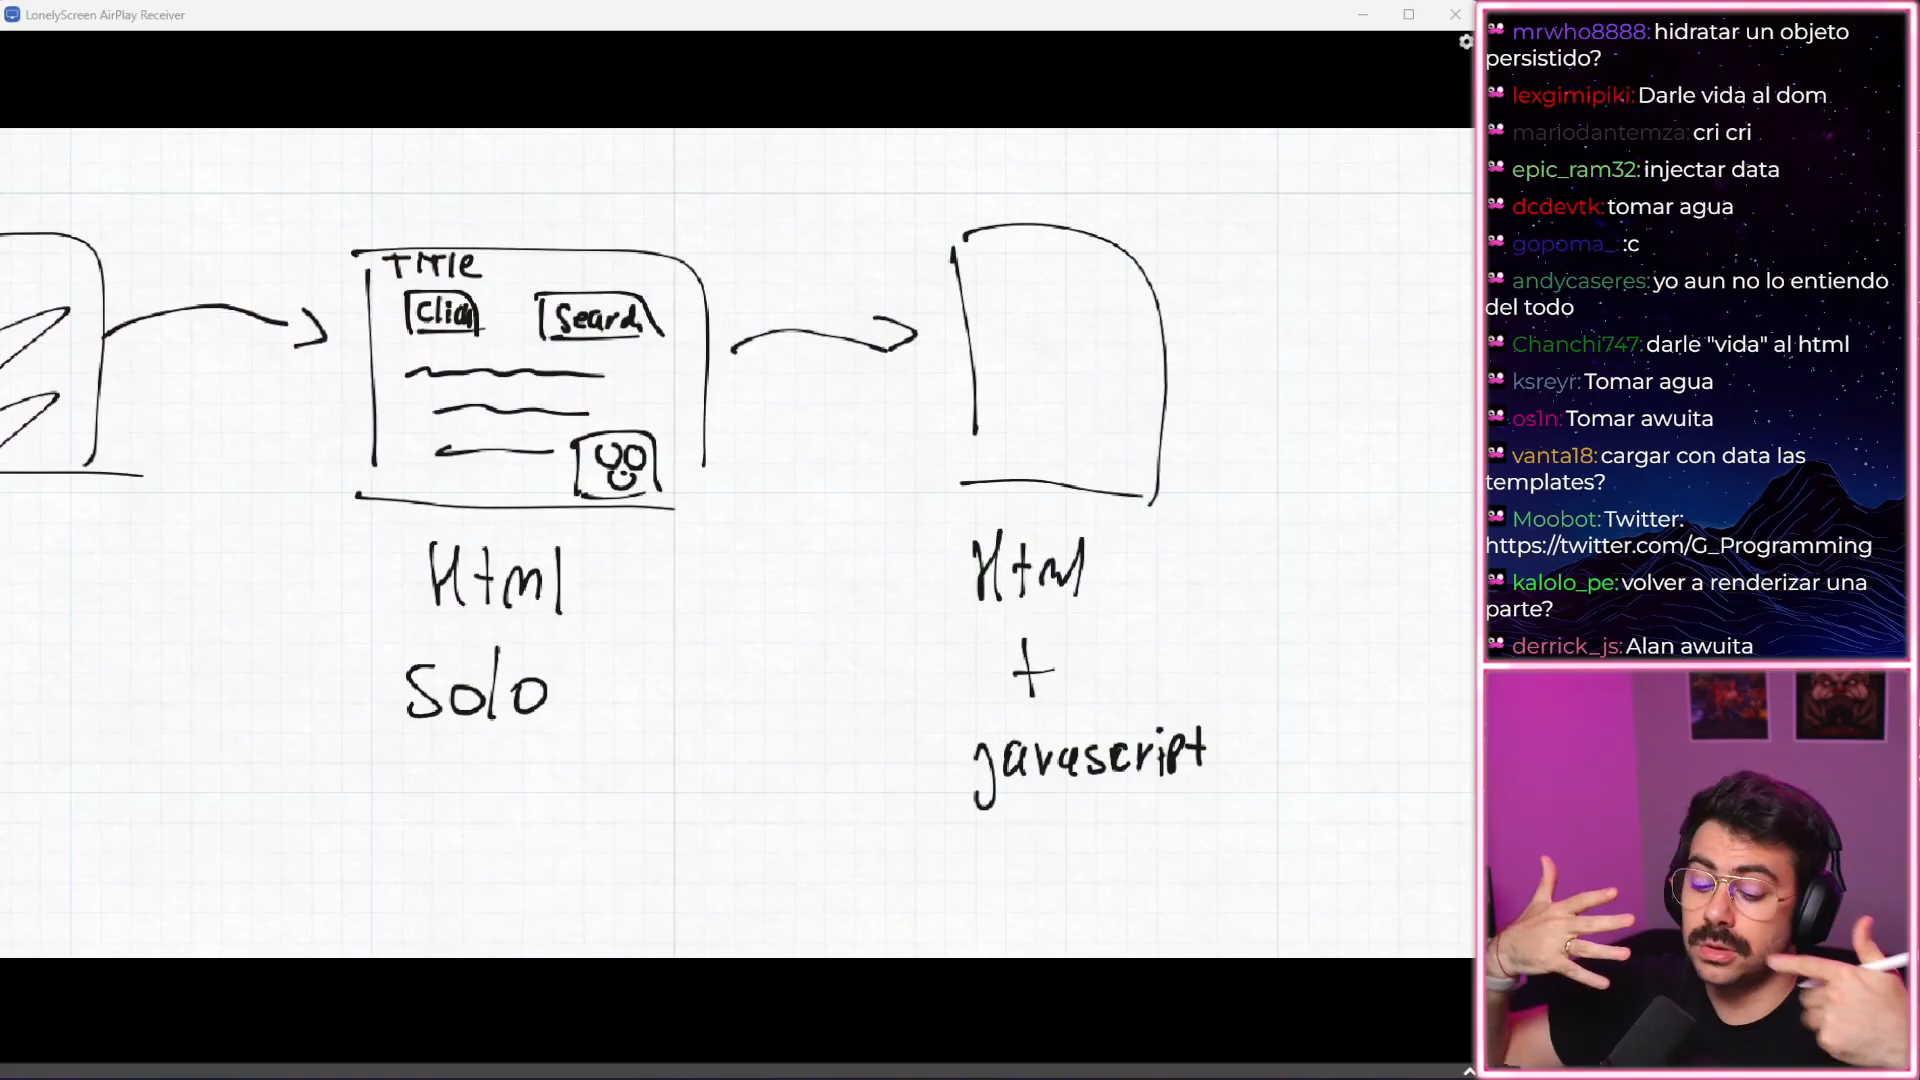 LonelyScreen AirPlay Receiver
TITLE
Click
Search
Html
Solo
Html
+
javascript
mrwho8888: hidratar un objeto
persistido?
lexgimipiki: Darle vida al dom
mariodantemza: cri cri
epic_ram32: injectar data
dcdevtk: tomar agua
gopoma_: :c
andycaseres: yo aun no lo entiendo
del todo
Chanchi747: darle "vida" al html
ksreyr: Tomar agua
os1n: Tomar awuita
vanta18: cargar con data las
templates?
Moobot: Twitter:
https://twitter.com/G_Programming
kalolo_pe: volver a renderizar una
parte?
derrick_js: Alan awuita